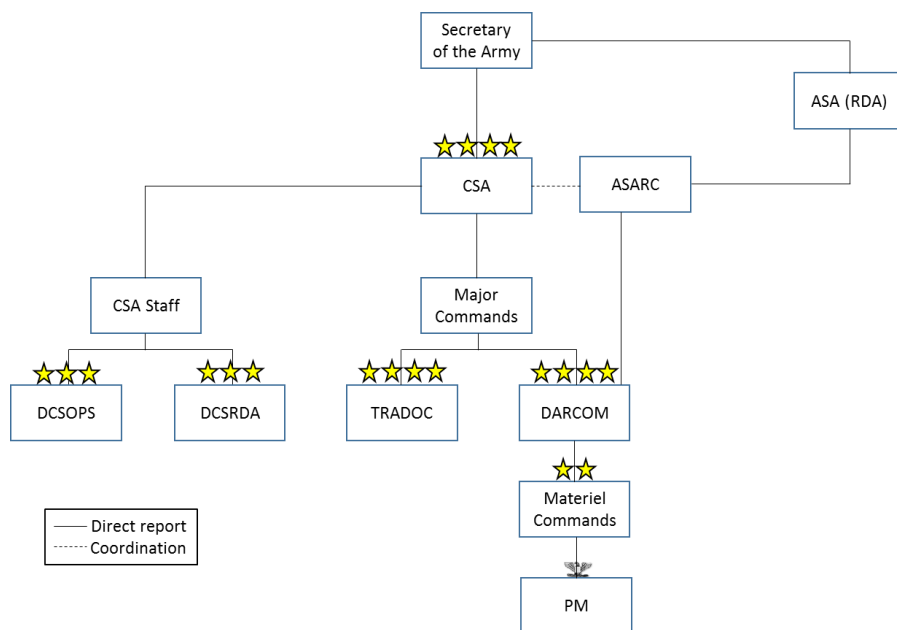 Secretary
of the Army
ASA (RDA)
CSA
ASARC
CSA Staff
Major
Commands
DCSOPS
DCSRDA
TRADOC
DARCOM
Materiel
Commands
Direct report
Coordination
PM